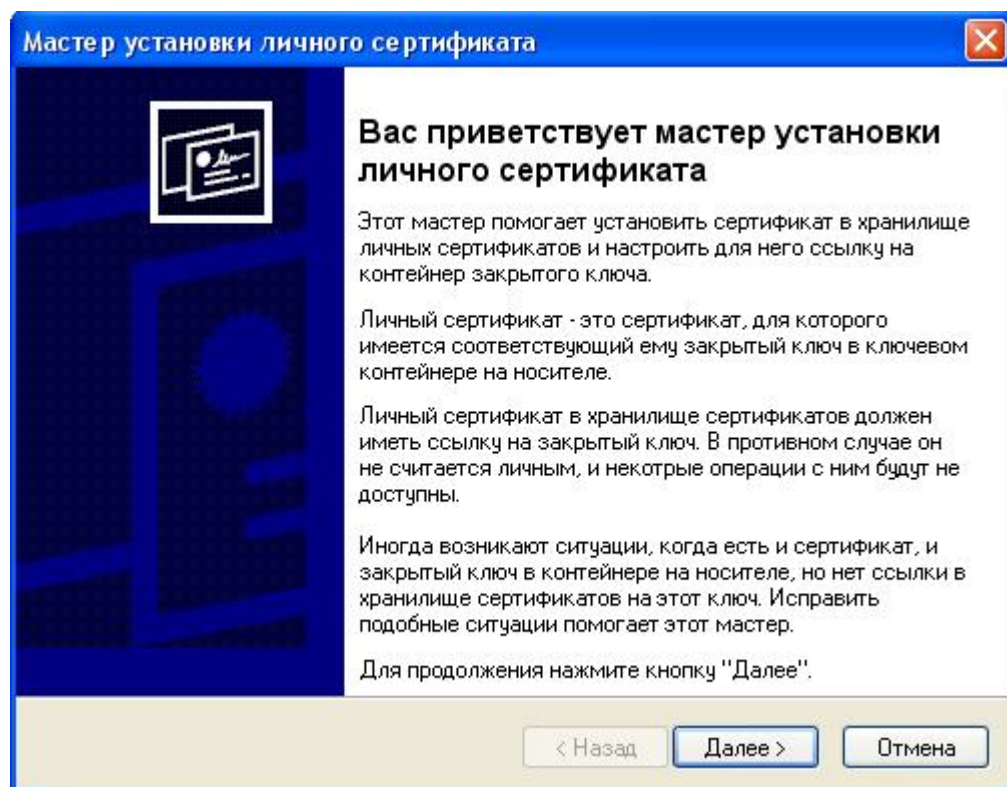 Мастер установки личного сертификата
Вас приветствует мастер установки
личного сертификата
Этот мастер помогает установить сертификат в хранилище
личных сертификатов и настроить для него ссылку на
контейнер закрытого ключа.
Личный сертификат - это сертификат, для которого
имеется соответствующий ему закрытый ключ в ключевом
контейнере на носителе.
Личный сертификат в хранилище сертификатов должен
иметь ссылку на закрытый ключ. В противном случае он
не считается личным, и некотрые операции с ним будут не
доступны.
Иногда возникают ситуации, когда есть и сертификат, и
закрытый ключ в контейнере на носителе, но нет ссылки в
хранилище сертификатов на этот ключ. Исправить
подобные ситуации помогает этот мастер.
Для продолжения нажмите кнопку "Далее".
< Назад Далее > Отмена